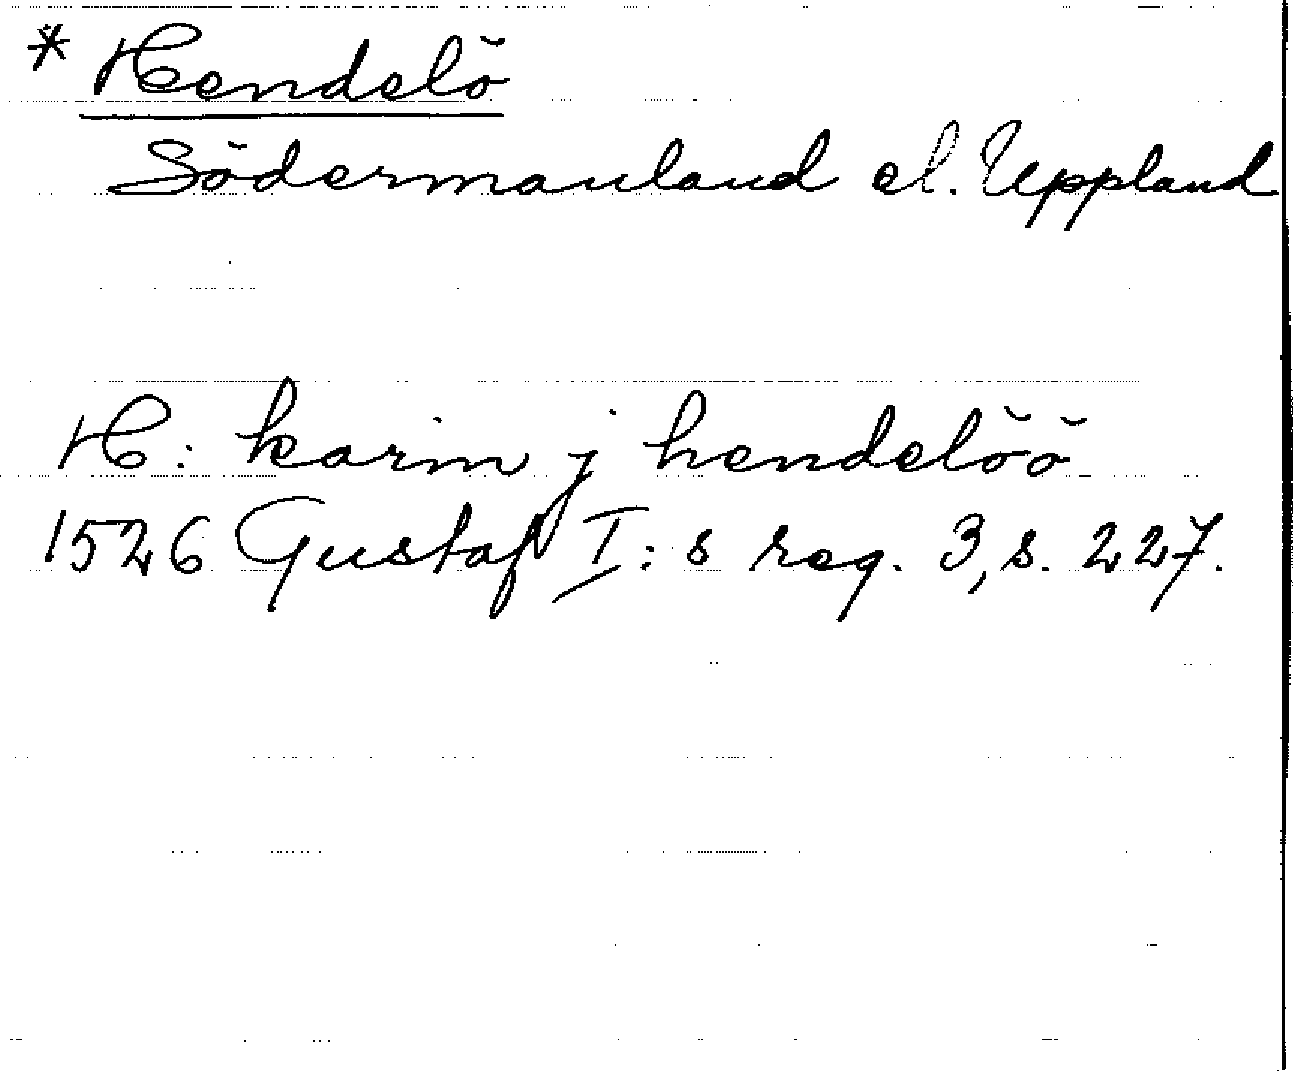 * Hendelö
Södermanland el. Uppland
H: karin j hendelöö
1526 Gustaf I:s reg. 3, s. 227.